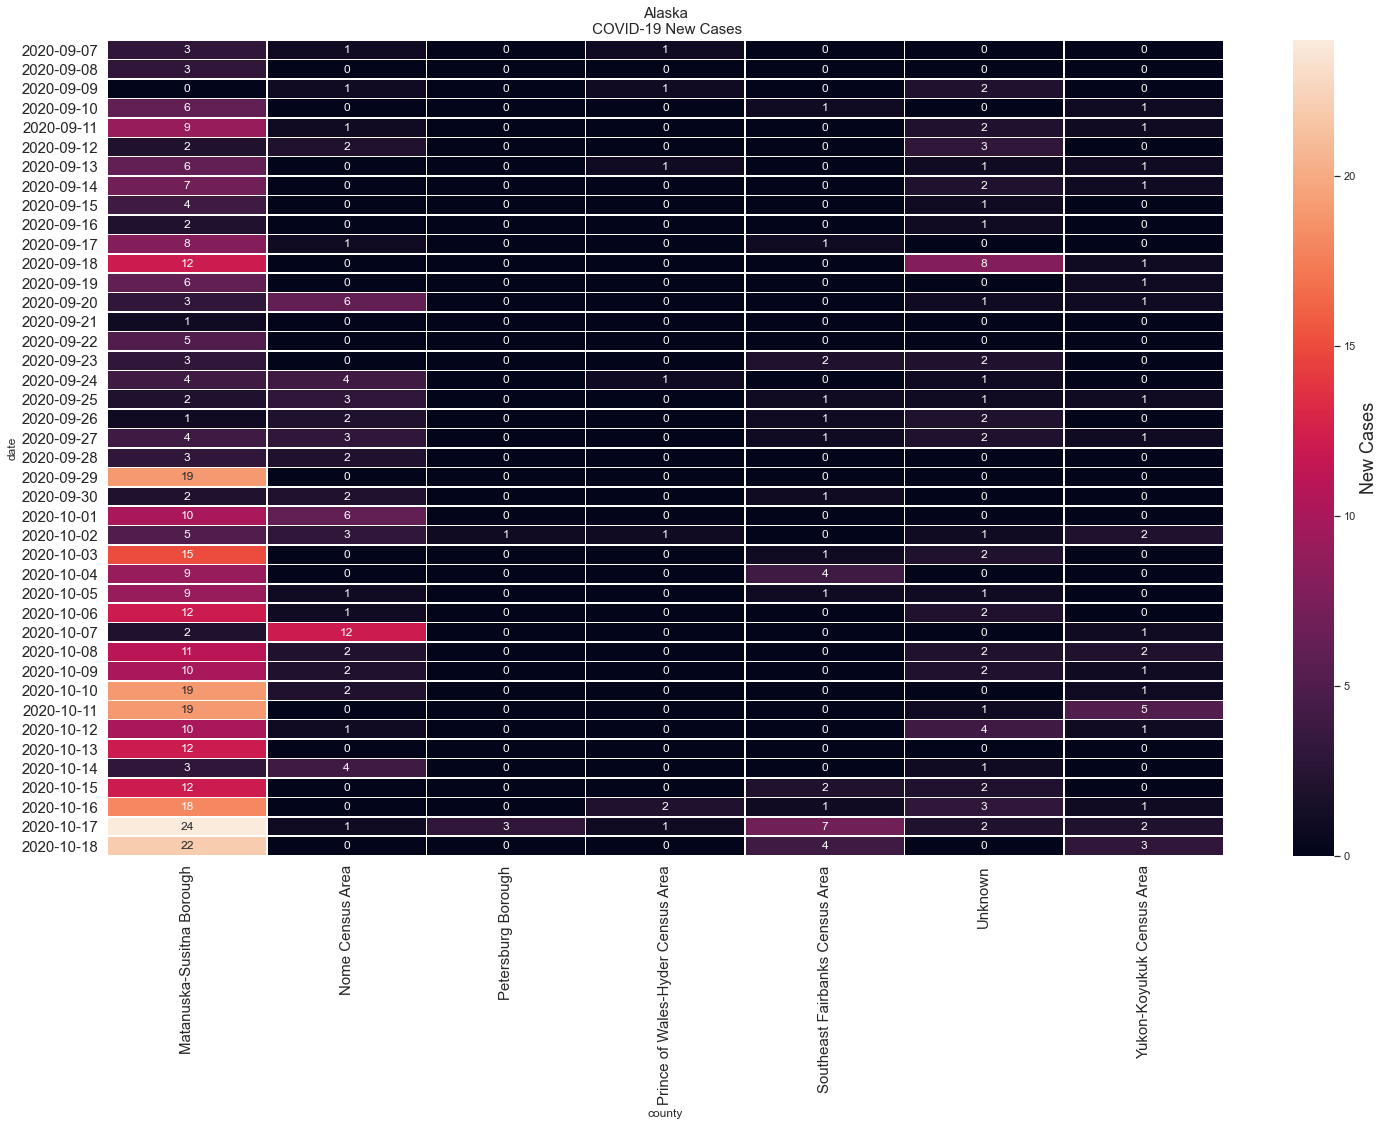 Alaska
COVID-19 New Cases
2020-09-07 3 1 0 1 0 0 0
2020-09-08 3 0 0 0 0 0 0
2020-09-09 0 1 0 1 0 2 0
2020-09-10 6 0 0 0 1 0 1
2020-09-11 9 1 0 0 0 2 1
2020-09-12 2 2 0 0 0 3 0
2020-09-13 6 0 0 1 0 1 1
2020-09-14 7 0 0 0 0 2 1
2020-09-15 4 0 0 0 0 1 0
2020-09-16 2 0 0 0 0 1 0
2020-09-17 8 1 0 0 1 0 0
2020-09-18 12 0 0 0 0 8 1
2020-09-19 6 0 0 0 0 0 1
2020-09-20 3 6 0 0 0 1 1
2020-09-21 1 0 0 0 0 0 0
2020-09-22 5 0 0 0 0 0 0
2020-09-23 3 0 0 0 2 2 0
2020-09-24 4 4 0 1 0 1 0
2020-09-25 2 3 0 0 1 1 1
2020-09-26 1 2 0 0 1 2 0
2020-09-27 4 3 0 0 1 2 1
2020-09-28 3 2 0 0 0 0 0
2020-09-29 19 0 0 0 0 0 0
2020-09-30 2 2 0 0 1 0 0
2020-10-01 10 6 0 0 0 0 0
2020-10-02 5 3 1 1 0 1 2
2020-10-03 15 0 0 0 1 2 0
2020-10-04 9 0 0 0 4 0 0
2020-10-05 9 1 0 0 1 1 0
2020-10-06 12 1 0 0 0 2 0
2020-10-07 2 12 0 0 0 0 1
2020-10-08 11 2 0 0 0 2 2
2020-10-09 10 2 0 0 0 2 1
2020-10-10 19 2 0 0 0 0 1
2020-10-11 19 0 0 0 0 1 5
2020-10-12 10 1 0 0 0 4 1
2020-10-13 12 0 0 0 0 0 0
2020-10-14 3 4 0 0 0 1 0
2020-10-15 12 0 0 0 2 2 0
2020-10-16 18 0 0 2 1 3 1
2020-10-17 24 1 3 1 7 2 2
2020-10-18 22 0 0 0 4 0 3
date
Matanuska-Susitna Borough
Nome Census Area
Petersburg Borough
Prince of Wales-Hyder Census Area
Southeast Fairbanks Census Area
Unknown
Yukon-Koyukuk Census Area
county
20
15
10
5
0
New Cases